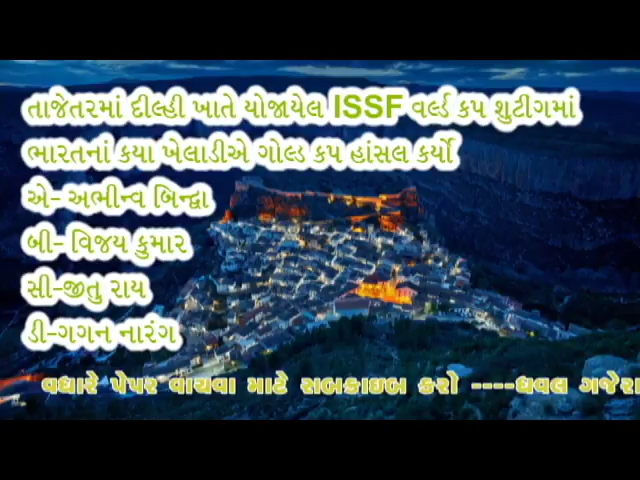 તાજેતરમાં દીલ્હી ખાતે યોજાયેલ ISSF વર્લ્ડ કપ શુટીગમાં
ભારતનાં કયા ખેલાડીએ ગોલ્ડ કપ હાંસલ કર્યો
એ- અભીન્વ બિન્દ્રા
બી- વિજય કુમાર
સી-જીતુ રાય
ડી-ગગન નારંગ
વધારે પેપર વાચવા માટે સબક્રાઇબ કરો ----ધવલ ગજેરા